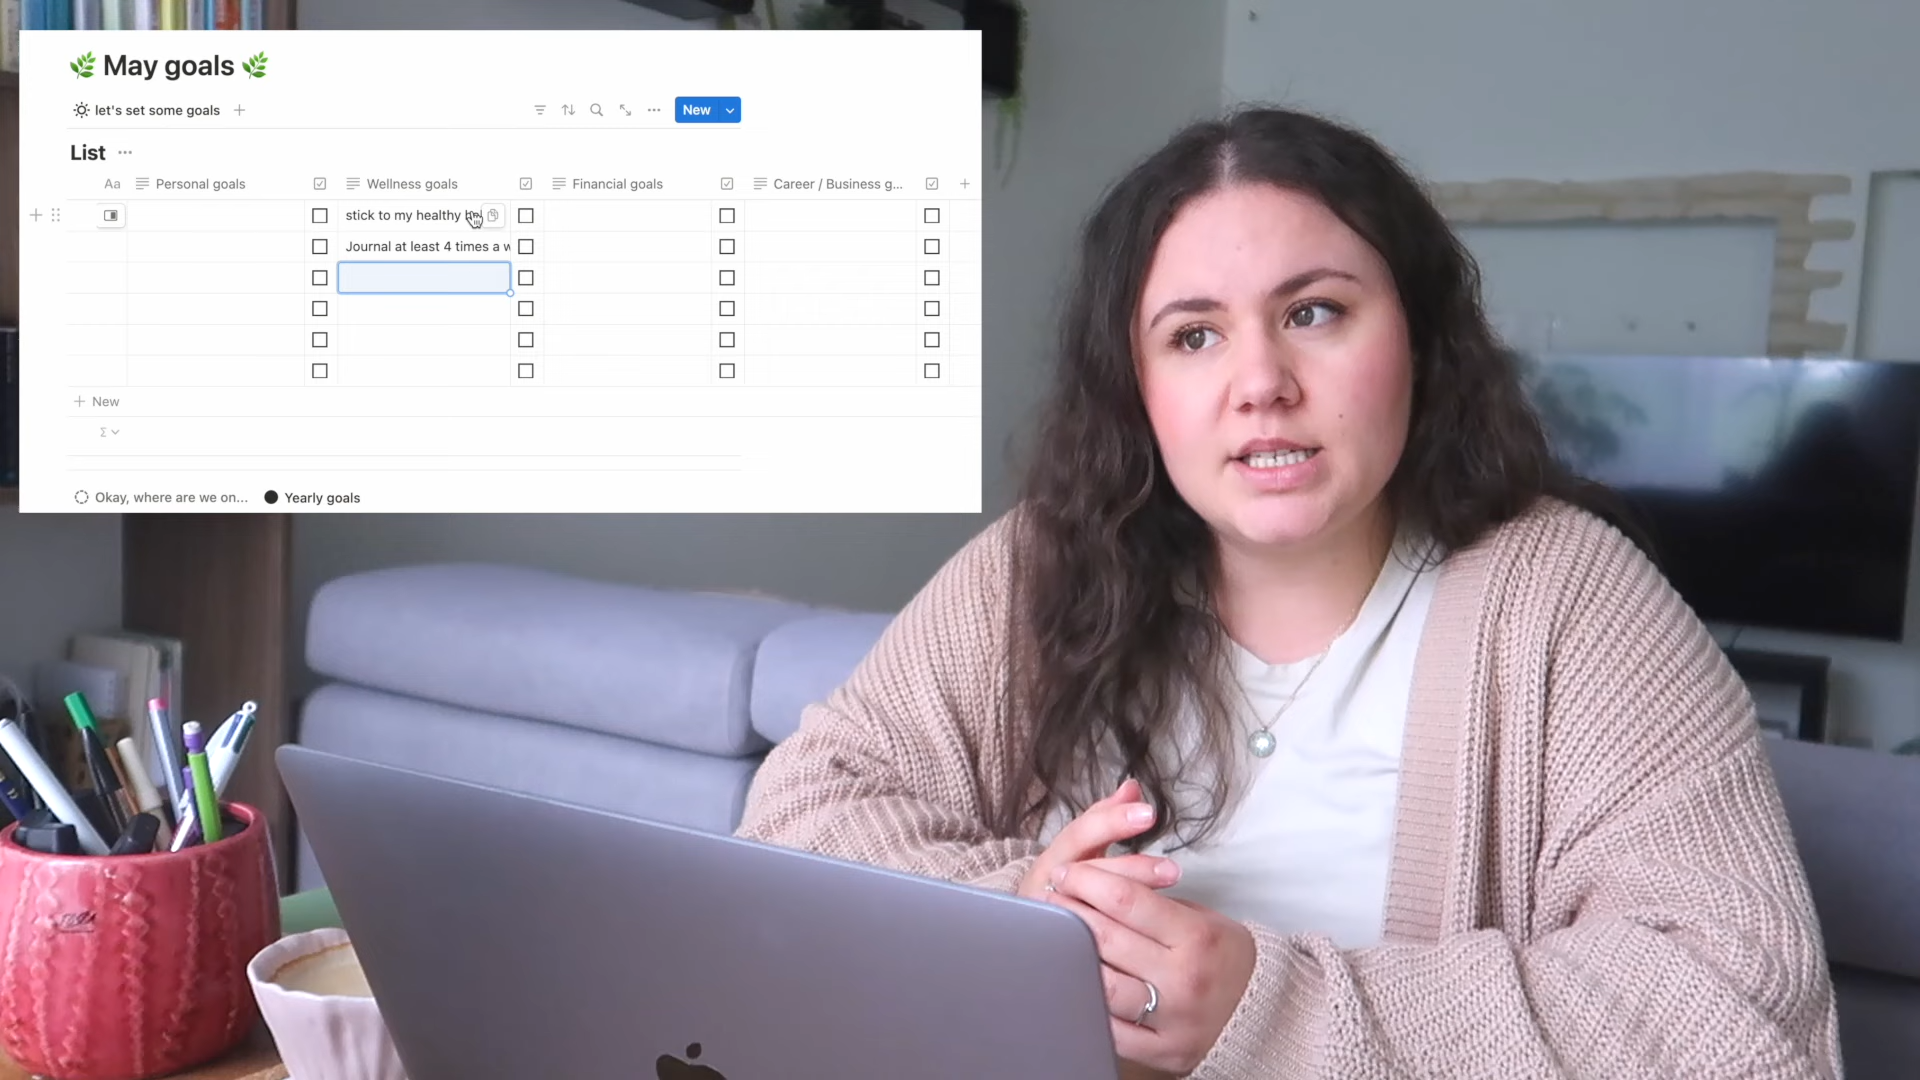 May goals
let's set some goals
New
List
Aa Personal goals Wellness goals Financial goals Career / Business g...
stick to my healthy
Journal at least 4 times a w
New
Σ
Okay, where are we on... Yearly goals